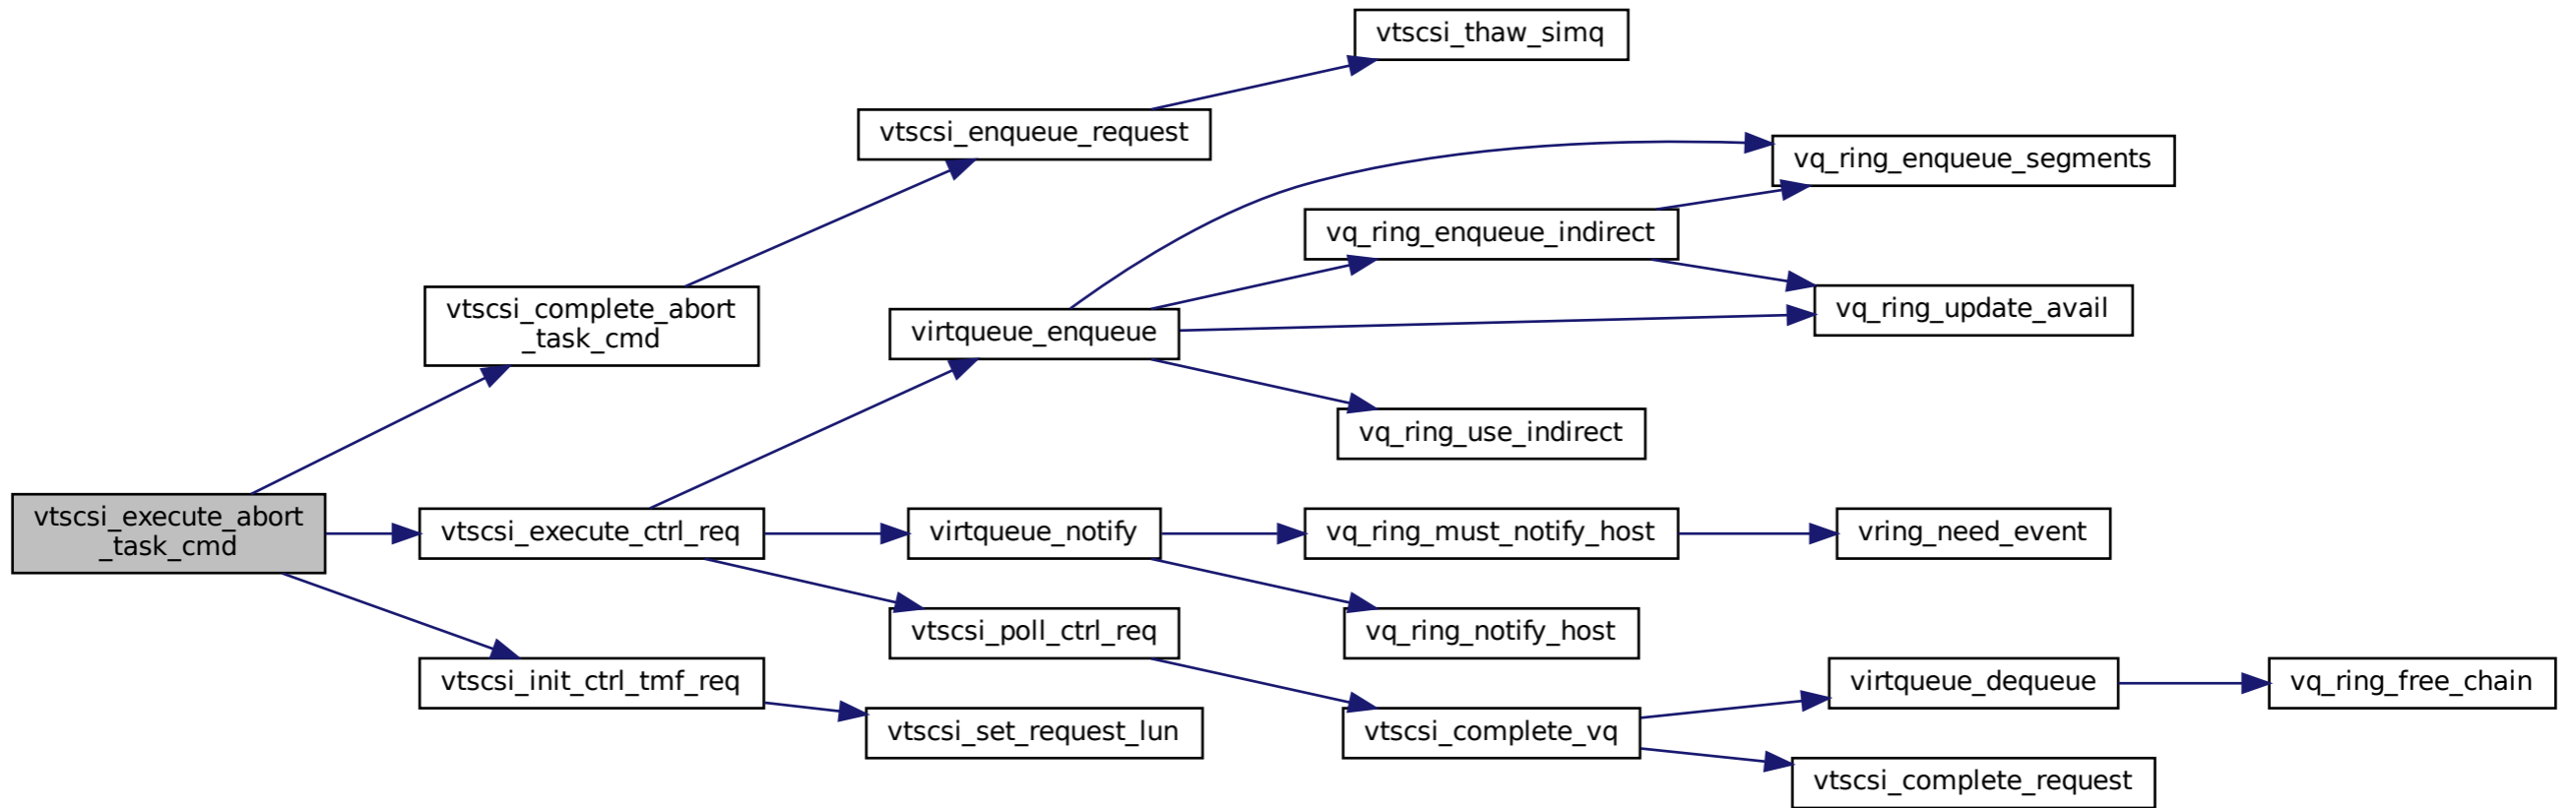 vtscsi_thaw_simq
vtscsi_enqueue_request
vq_ring_enqueue_segments
vq_ring_enqueue_indirect
vtscsi_complete_abort
_task_cmd
vq_ring_update_avail
virtqueue_enqueue
vq_ring_use_indirect
vtscsi_execute_abort
_task_cmd
vtscsi_execute_ctrl_req
virtqueue_notify
vq_ring_must_notify_host
vring_need_event
vtscsi_poll_ctrl_req
vq_ring_notify_host
vtscsi_init_ctrl_tmf_req
virtqueue_dequeue
vq_ring_free_chain
vtscsi_set_request_lun
vtscsi_complete_vq
vtscsi_complete_request